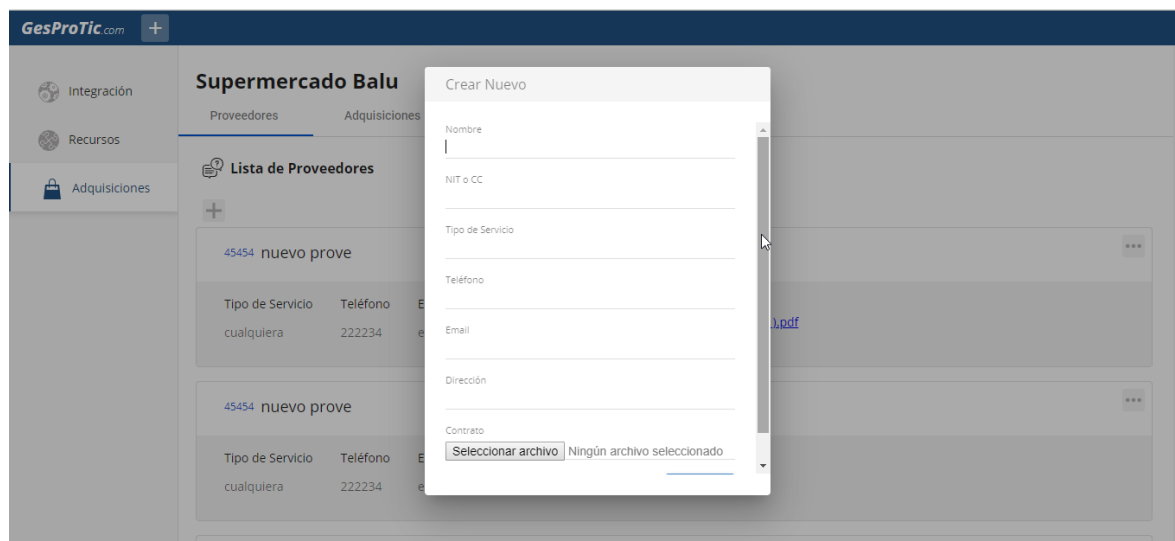 GesProTic.com +
Integración
Recursos
Adquisiciones
Supermercado Balu
Proveedores Adquisiciones
Lista de Proveedores
+
45454 nuevo prove
Tipo de Servicio Teléfono E
cualquiera 222234 e
).pdf
45454 nuevo prove
Tipo de Servicio Teléfono E
cualquiera 222234 e
Crear Nuevo
Nombre
NIT o CC
Tipo de Servicio
Teléfono
Email
Dirección
Contrato
Seleccionar archivo Ningún archivo seleccionado